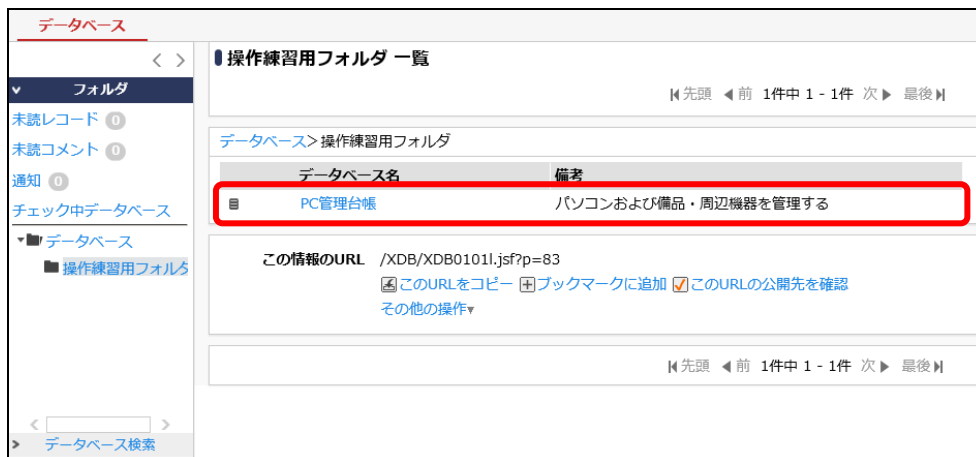 データベース
< >
フォルダ
未読レコード 0
未読コメント 0
通知 0
チェック中データベース
データベース
操作練習用フォルダ
< >
データベース検索
操作練習用フォルダ 一覧
先頭 前 1件中 1 - 1件 次 最後
データベース>操作練習用フォルダ
データベース名 備考
PC管理台帳 パソコンおよび備品・周辺機器を管理する
この情報のURL /XDB/XDB0101l.jsf?p=83
このURLをコピー ブックマークに追加 このURLの公開先を確認
その他の操作▾
先頭 前 1件中 1 - 1件 次 最後